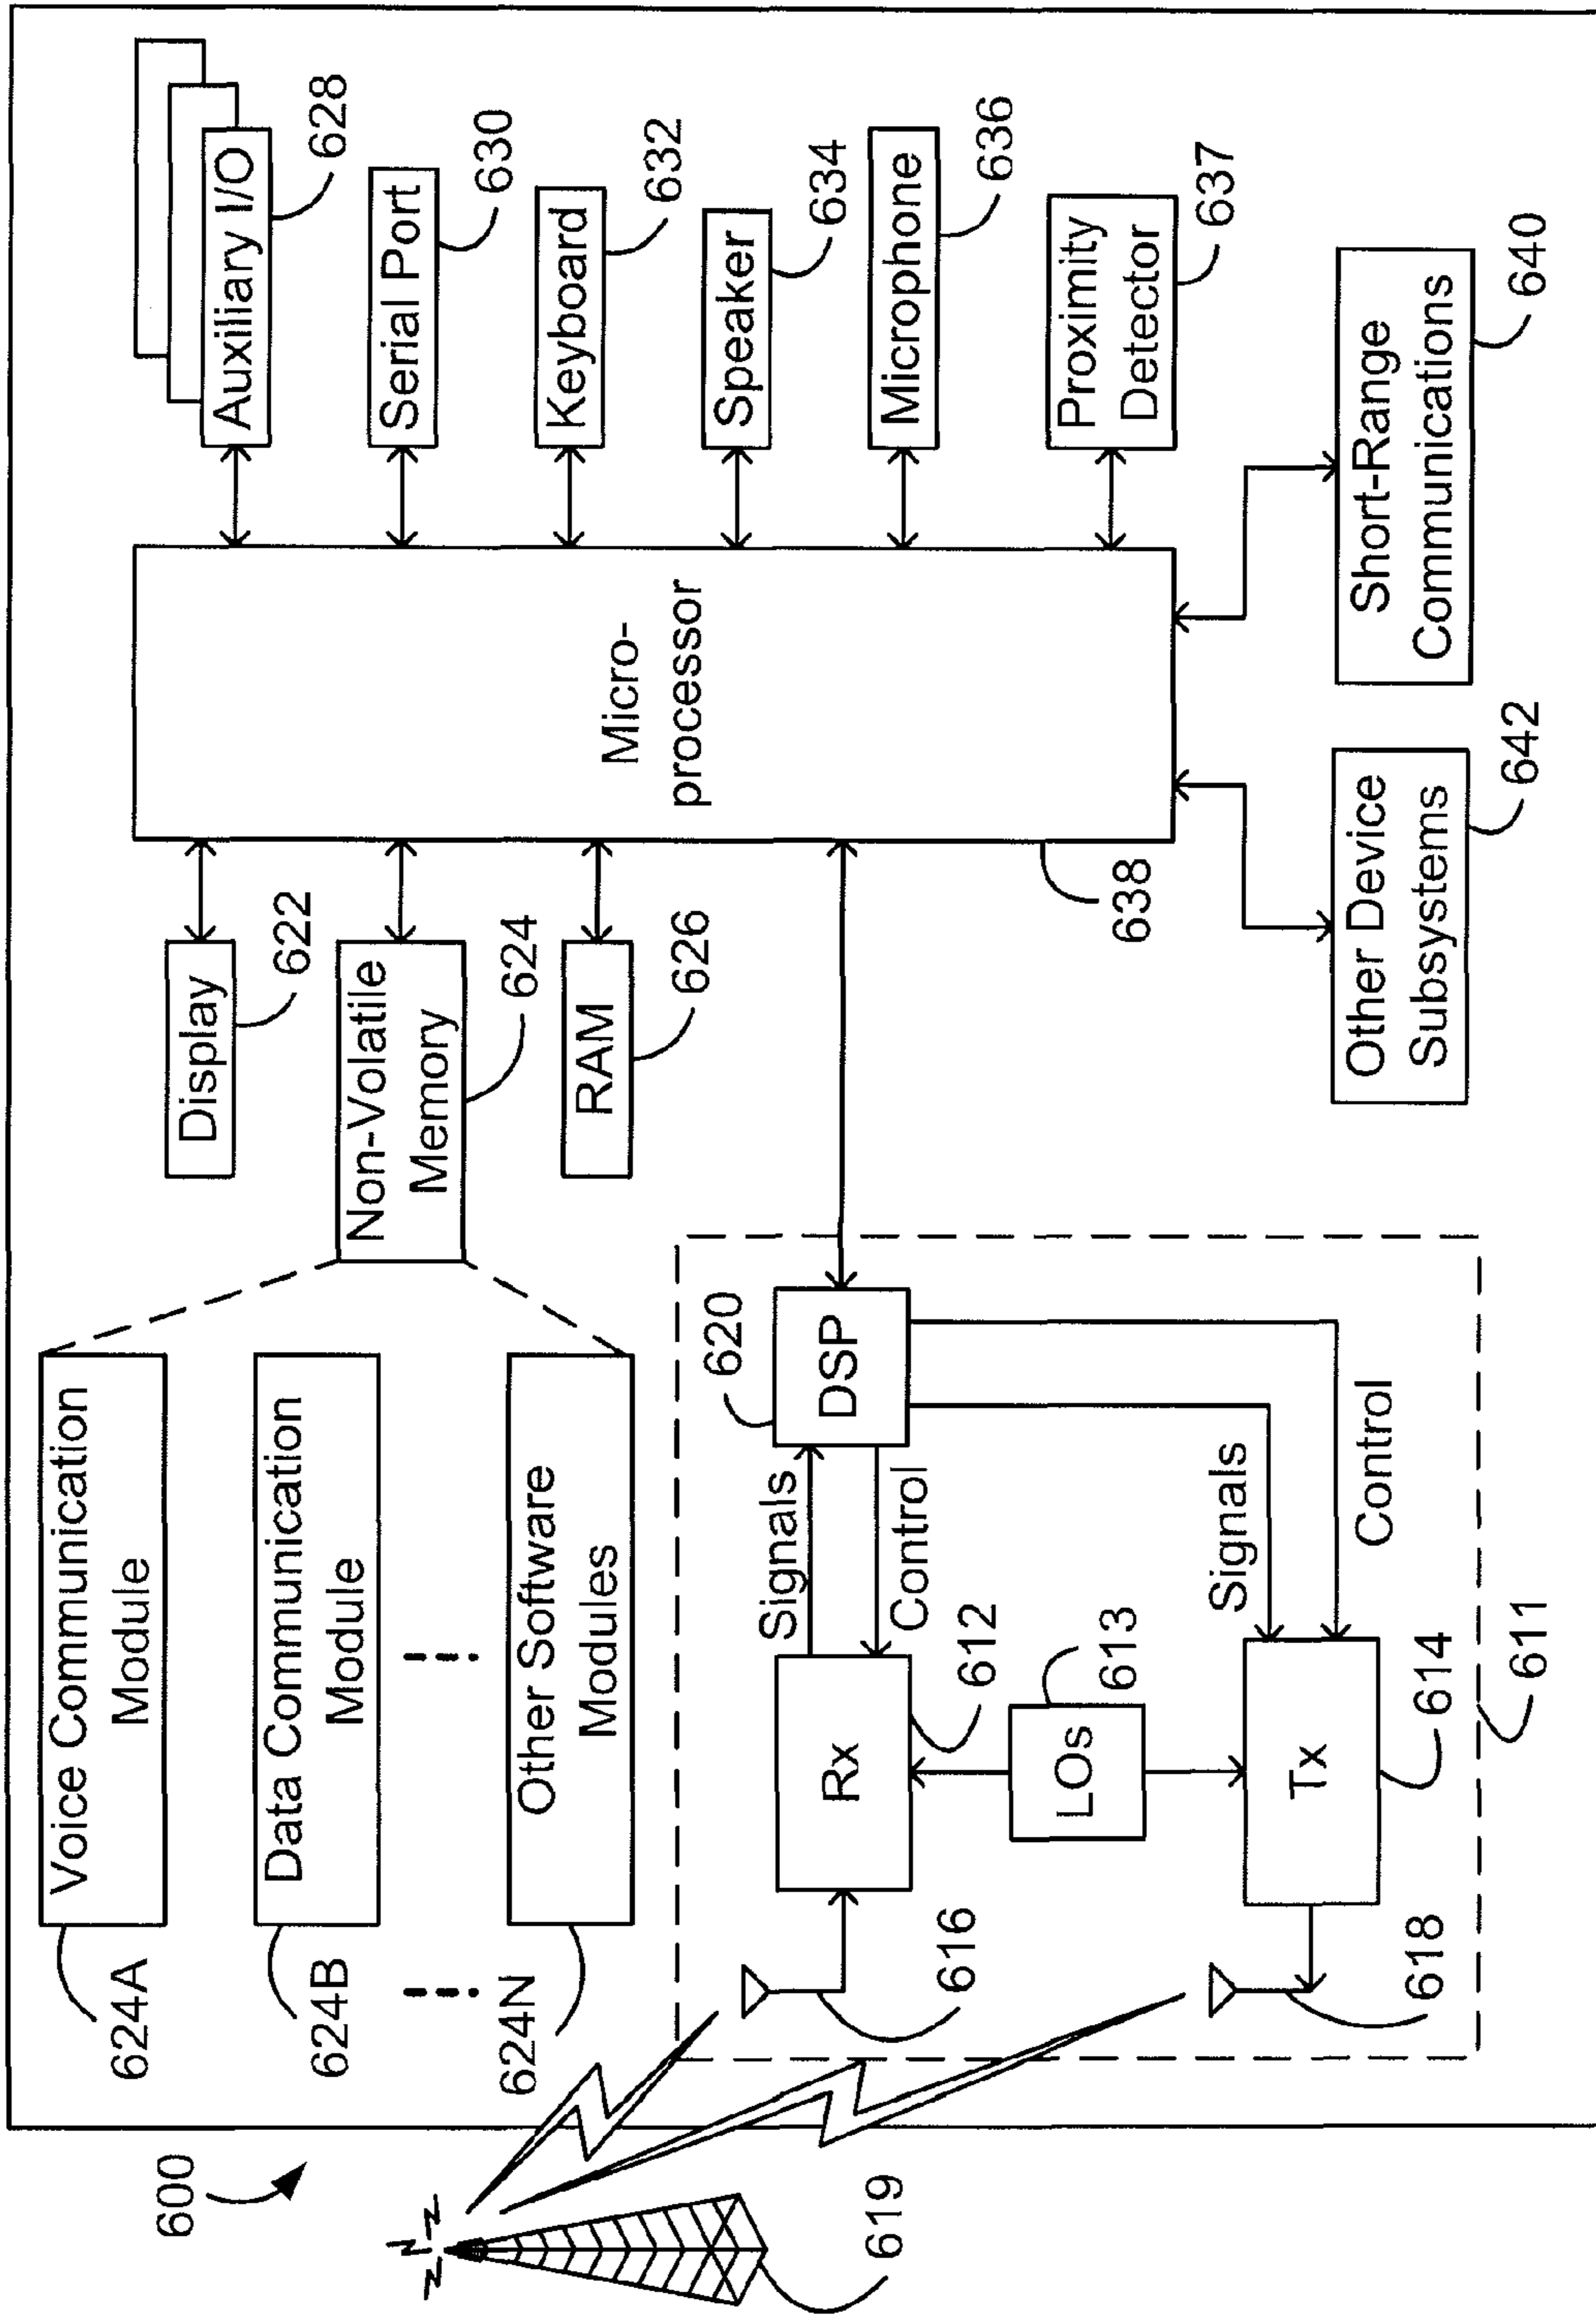 600
Voice Communication
Module
624A
Data Communication
Module
624B
Other Software
Modules
624N
Display
622
Non-Volatile
Memory
624
RAM
626
Micro-
processor
638
Auxiliary I/O
628
Serial Port
630
Keyboard
632
Speaker
634
Microphone
636
Proximity
Detector
637
Short-Range
Communications
640
Other Device
Subsystems
642
DSP
620
Signals
Control
Rx
612
LOs
613
Signals
Control
Tx
614
611
616
618
619